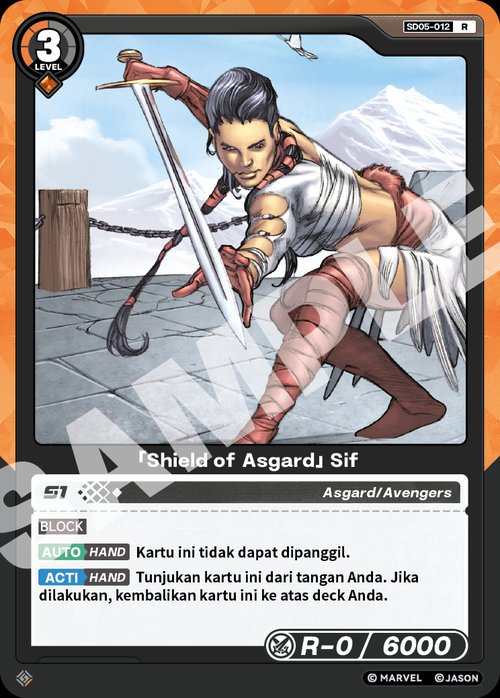 SD05-012 R
3
LEVEL
SAMPLE
「Shield of Asgard」 Sif
S1
Asgard/Avengers
BLOCK
AUTO HAND Kartu ini tidak dapat dipanggil.
ACTI HAND Tunjukan kartu ini dari tangan Anda. Jika
dilakukan, kembalikan kartu ini ke atas deck Anda.
R-0 / 6000
© MARVEL ©JASON